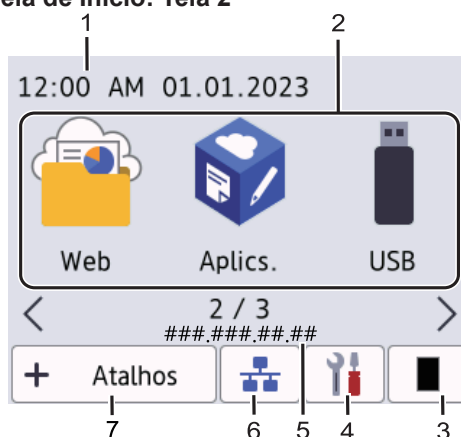 ela de início: Tela 2
1 2
12:00 AM 01.01.2023
Web Aplics. USB
< 2 / 3 >
###.###.##.##
+ Atalhos
7 6 5 4 3